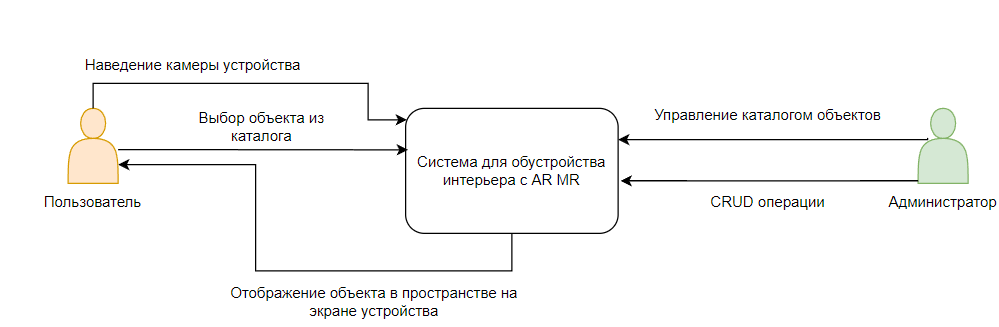 Наведение камеры устройства
Выбор объекта из
каталога
Управление каталогом объектов
Система для обустройства
интерьера с AR MR
Пользователь
CRUD операции
Администратор
Отображение объекта в пространстве на
экране устройства